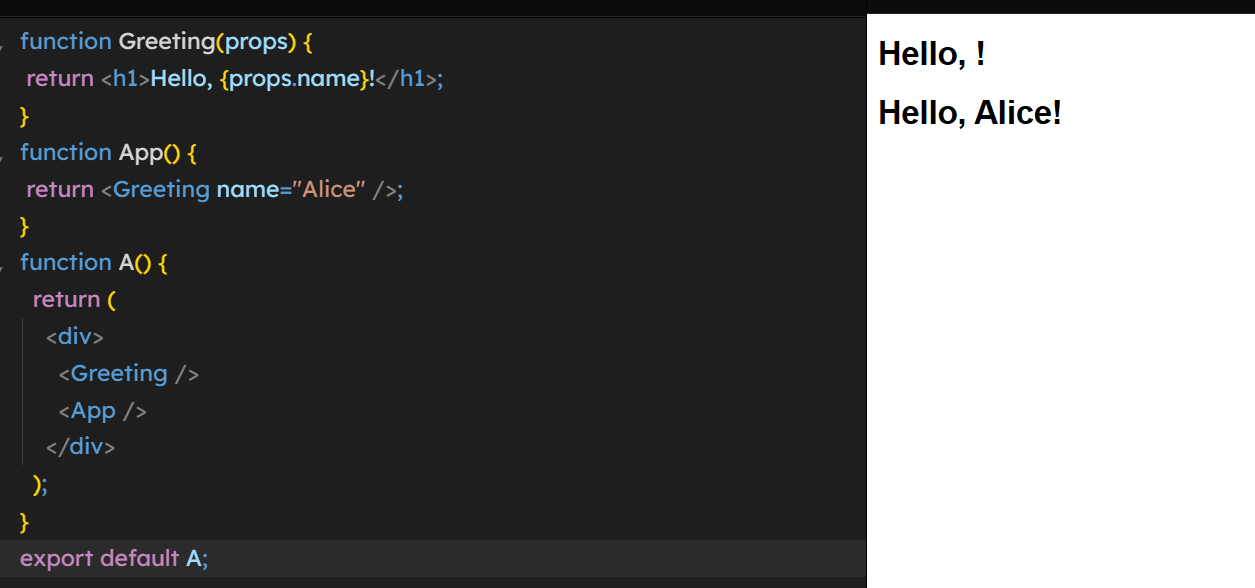 function Greeting(props) {
return <h1>Hello, {props.name}!</h1>;
}
function App() {
return <Greeting name="Alice" />;
}
function A() {
return (
<div>
<Greeting />
<App />
</div>
);
}
export default A;
Hello, !
Hello, Alice!